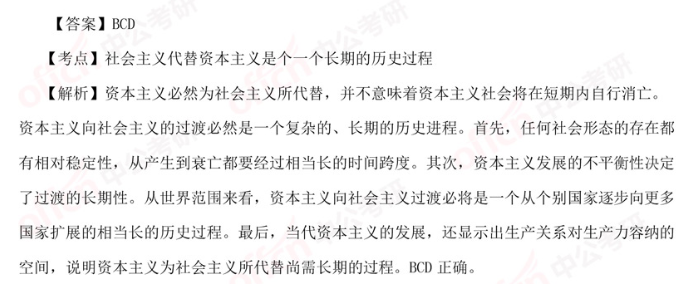 【答案】BCD
【考点】社会主义代替资本主义是个一个长期的历史过程
【解析】资本主义必然为社会主义所代替，并不意味着资本主义社会将在短期内自行消亡。
资本主义向社会主义的过渡必然是一个复杂的、长期的历史进程。首先，任何社会形态的存在都
有相对稳定性，从产生到衰亡都要经过相当长的时间跨度。其次，资本主义发展的不平衡性决定
了过渡的长期性。从世界范围来看，资本主义向社会主义过渡必将是一个从个别国家逐步向更多
国家扩展的相当长的历史过程。最后，当代资本主义的发展，还显示出生产关系对生产力容纳的
空间，说明资本主义为社会主义所代替尚需长期的过程。BCD 正确。